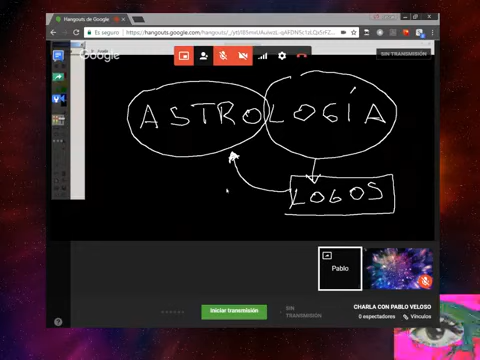 Hangouts de Google
Es seguro
https://hangouts.google.com/hangouts/_/ytl/
Google
SIN TRANSMISIÓN
ASTROLOGÍA
LOGOS
Pablo
Iniciar transmisión
SIN
TRANSMISIÓN
CHARLA CON PABLO VELOSO
0 espectadores
Vínculos